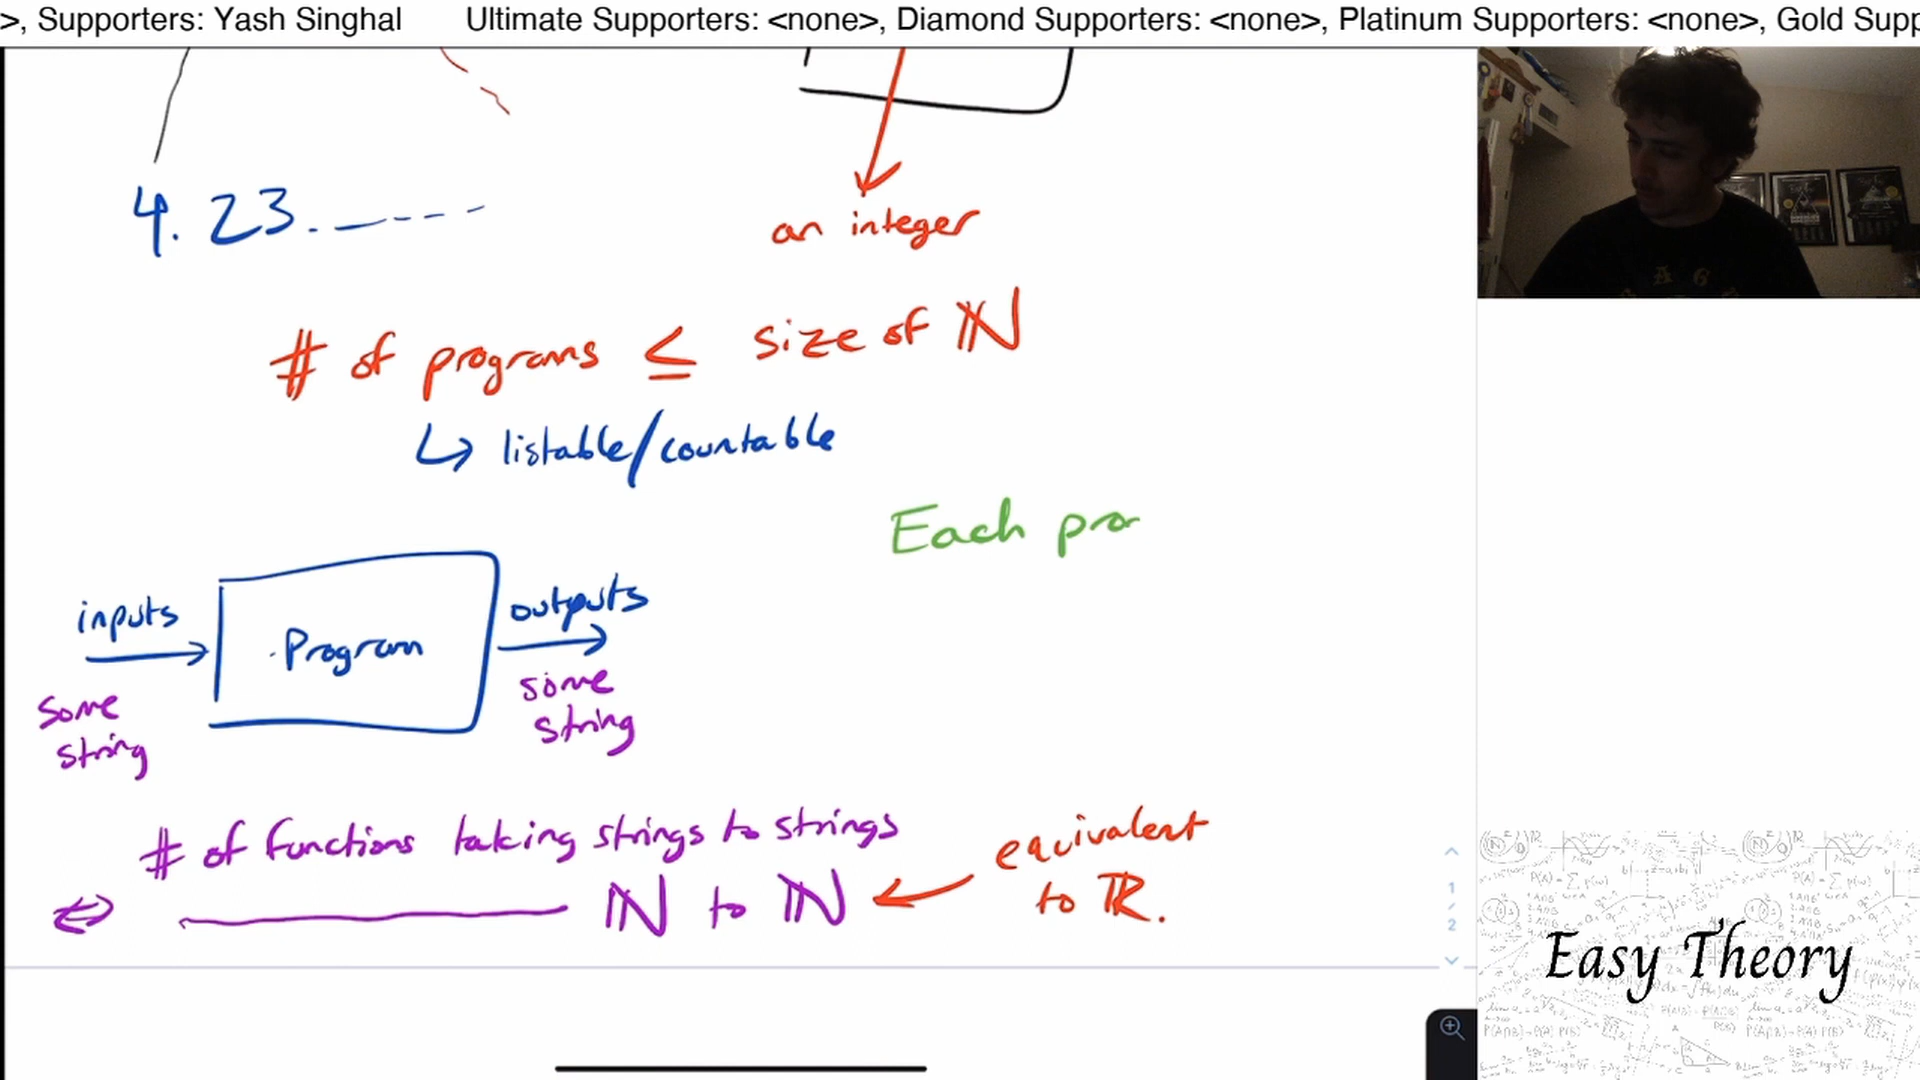 >, Supporters: Yash Singhal Ultimate Supporters: <none>, Diamond Supporters: <none>, Platinum Supporters: <none>, Gold Supp
4. 23.
an integer
# of programs ≤ size of ℕ
↳ listable/countable
Each pro
inputs
Program
outputs
some
string
some
string
# of functions taking strings to strings
⇔ ℕ to ℕ ← equivalent
to ℝ.
1
2
Easy Theory